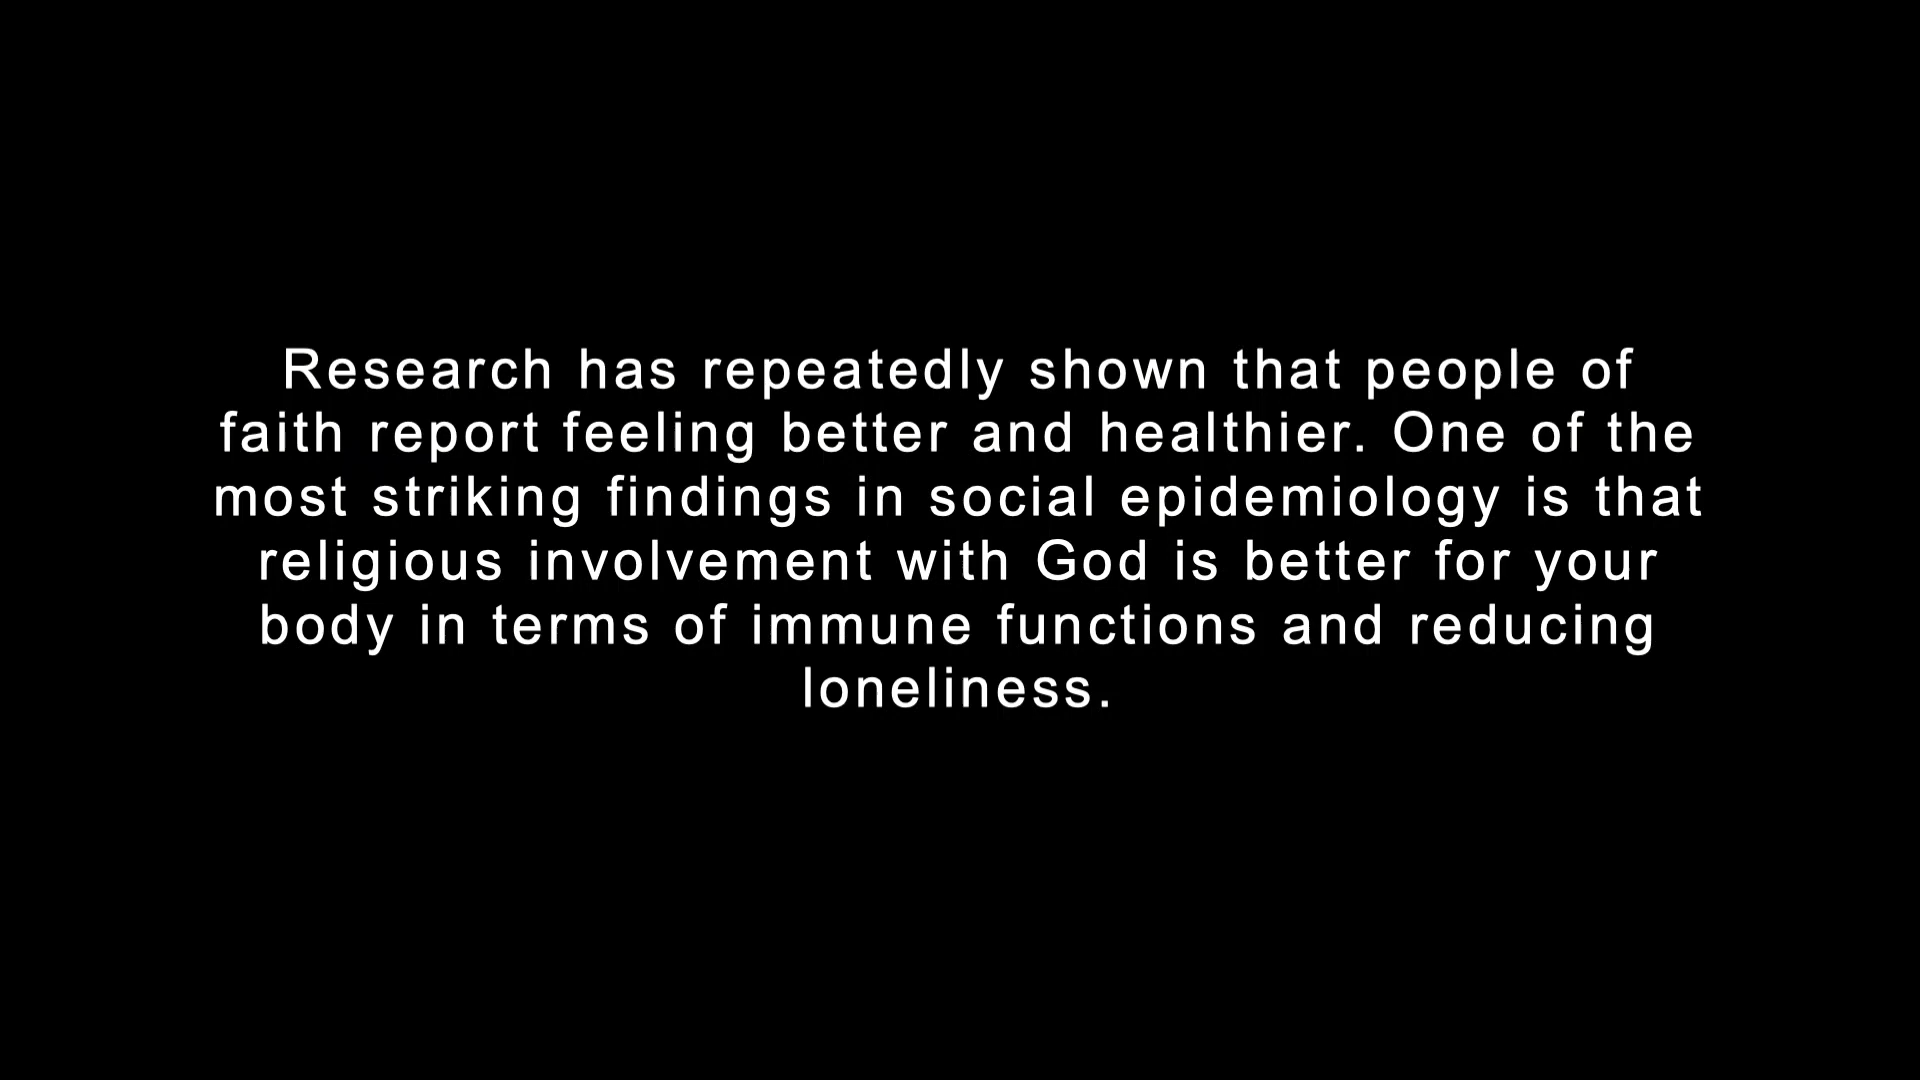 Research has repeatedly shown that people of
faith report feeling better and healthier. One of the
most striking findings in social epidemiology is that
religious involvement with God is better for your
body in terms of immune functions and reducing
loneliness.